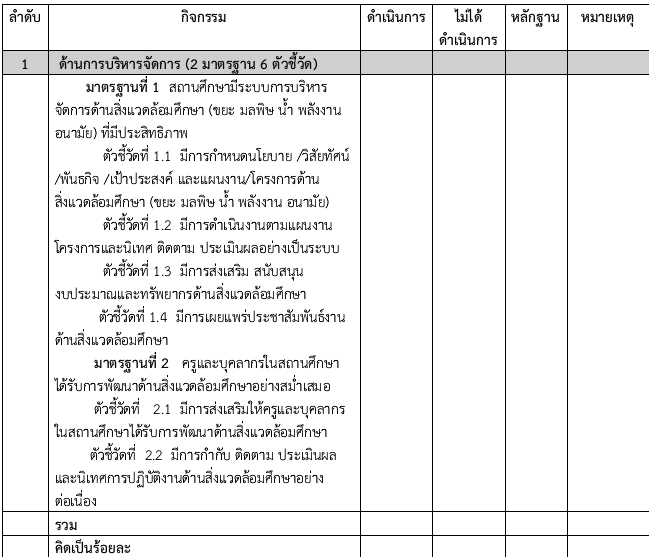 ลำดับ กิจกรรม ดำเนินการ ไม่ได้ หลักฐาน หมายเหตุ
ดำเนินการ
1 ด้านการบริหารจัดการ (2 มาตรฐาน 6 ตัวชี้วัด)
มาตรฐานที่ 1 สถานศึกษามีระบบการบริหาร
จัดการด้านสิ่งแวดล้อมศึกษา (ขยะ มลพิษ น้ำ พลังงาน
อนามัย) ที่มีประสิทธิภาพ
ตัวชี้วัดที่ 1.1 มีการกำหนดนโยบาย /วิสัยทัศน์
/พันธกิจ /เป้าประสงค์ และแผนงาน/โครงการด้าน
สิ่งแวดล้อมศึกษา (ขยะ มลพิษ น้ำ พลังงาน อนามัย)
ตัวชี้วัดที่ 1.2 มีการดำเนินงานตามแผนงาน
โครงการและนิเทศ ติดตาม ประเมินผลอย่างเป็นระบบ
ตัวชี้วัดที่ 1.3 มีการส่งเสริม สนับสนุน
งบประมาณและทรัพยากรด้านสิ่งแวดล้อมศึกษา
ตัวชี้วัดที่ 1.4 มีการเผยแพร่ประชาสัมพันธ์งาน
ด้านสิ่งแวดล้อมศึกษา
มาตรฐานที่ 2 ครูและบุคลากรในสถานศึกษา
ได้รับการพัฒนาด้านสิ่งแวดล้อมศึกษาอย่างสม่ำเสมอ
ตัวชี้วัดที่ 2.1 มีการส่งเสริมให้ครูและบุคลากร
ในสถานศึกษาได้รับการพัฒนาด้านสิ่งแวดล้อมศึกษา
ตัวชี้วัดที่ 2.2 มีการกำกับ ติดตาม ประเมินผล
และนิเทศการปฏิบัติงานด้านสิ่งแวดล้อมศึกษาอย่าง
ต่อเนื่อง
รวม
คิดเป็นร้อยละ